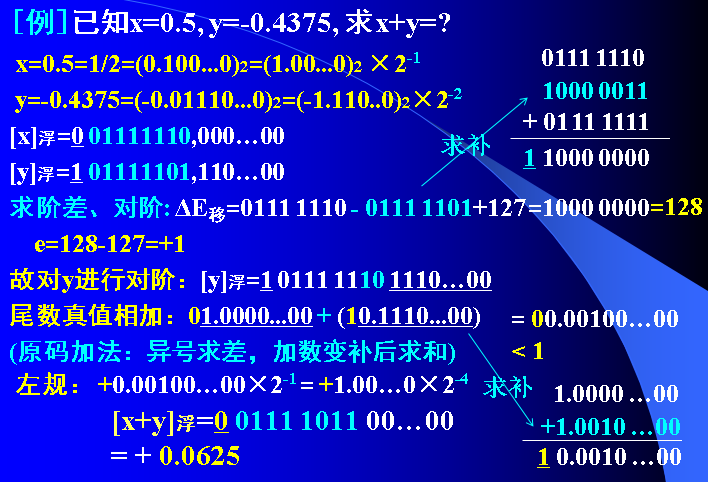 [例]已知x=0.5, y=-0.4375, 求x+y=?
x=0.5=1/2=(0.100...0)2=(1.00...0)2 ×2-1
y=-0.4375=(-0.01110...0)2=(-1.110..0)2×2-2
[x]浮=0 01111110,000…00
[y]浮=1 01111101,110…00
0111 1110
1000 0011
+ 0111 1111
1 1000 0000
求补
求阶差、对阶: ΔE移=0111 1110 - 0111 1101+127=1000 0000=128
e=128-127=+1
故对y进行对阶：[y]浮=1 0111 1110 1110…00
尾数真值相加：01.0000...00 + (10.1110...00) = 00.00100…00
(原码加法：异号求差，加数变补后求和) < 1
左规：+0.00100…00×2-1 = +1.00…0×2-4
[x+y]浮=0 0111 1011 00…00
= + 0.0625
求补
1.0000 …00
+1.0010 …00
1 0.0010 …00